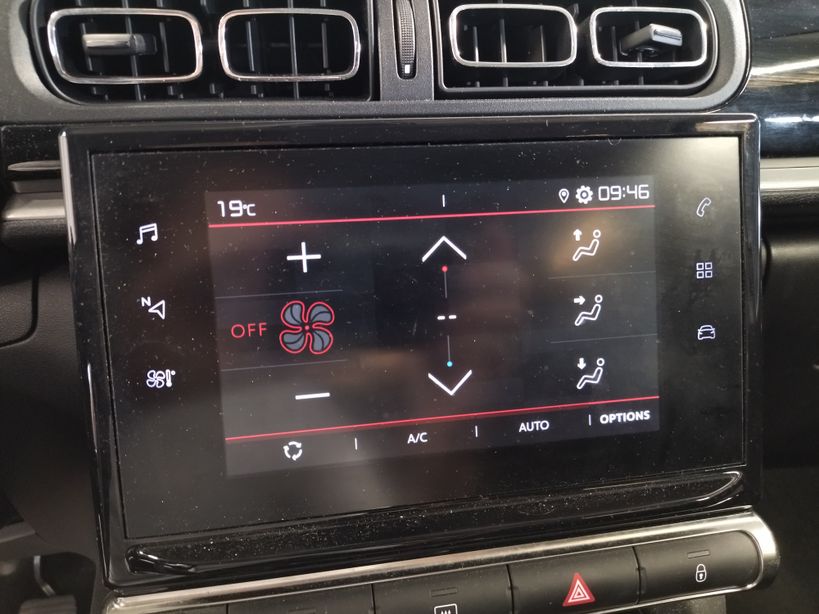 19°C 09:46
N
OFF
--
A/C AUTO OPTIONS